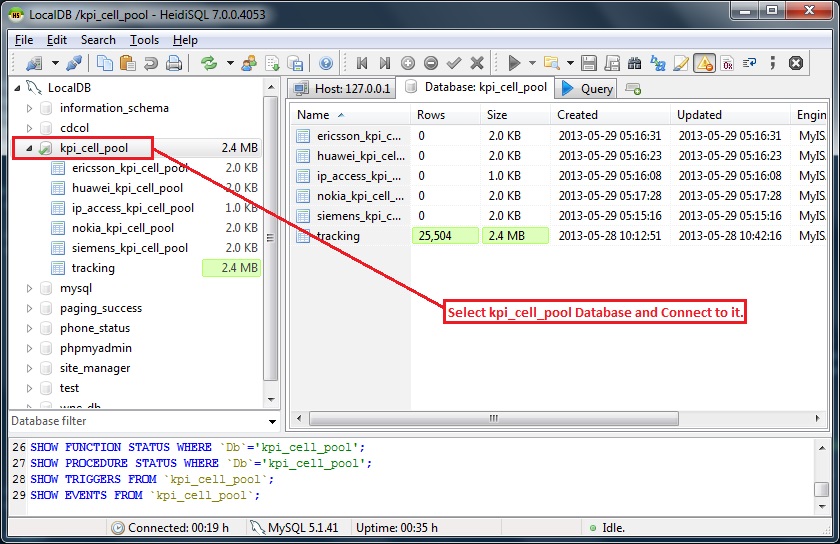 LocalDB /kpi_cell_pool - HeidiSQL 7.0.0.4053
File Edit Search Tools Help
Host: 127.0.0.1 Database: kpi_cell_pool Query
LocalDB
information_schema
cdcol
kpi_cell_pool 2.4 MB
ericsson_kpi_cell_pool 2.0 KB
huawei_kpi_cell_pool 2.0 KB
ip_access_kpi_cell_pool 1.0 KB
nokia_kpi_cell_pool 2.0 KB
siemens_kpi_cell_pool 2.0 KB
tracking 2.4 MB
mysql
paging_success
phone_status
phpmyadmin
site_manager
test
Database filter
Name Rows Size Created Updated Engin
ericsson_kpi_c... 0 2.0 KB 2013-05-29 05:16:31 2013-05-29 05:16:31 MyIS
huawei_kpi_cel... 0 2.0 KB 2013-05-29 05:16:23 2013-05-29 05:16:23 MyIS
ip_access_kpi_c... 0 1.0 KB 2013-05-29 05:16:08 2013-05-29 05:16:08 MyIS
nokia_kpi_cell_... 0 2.0 KB 2013-05-29 05:17:28 2013-05-29 05:17:28 MyIS
siemens_kpi_c... 0 2.0 KB 2013-05-29 05:15:16 2013-05-29 05:15:16 MyIS
tracking 25,504 2.4 MB 2013-05-28 10:12:51 2013-05-28 10:42:16 MyIS
Select kpi_cell_pool Database and Connect to it.
26 SHOW FUNCTION STATUS WHERE `Db`='kpi_cell_pool';
27 SHOW PROCEDURE STATUS WHERE `Db`='kpi_cell_pool';
28 SHOW TRIGGERS FROM `kpi_cell_pool`;
29 SHOW EVENTS FROM `kpi_cell_pool`;
Connected: 00:19 h MySQL 5.1.41 Uptime: 00:35 h Idle.